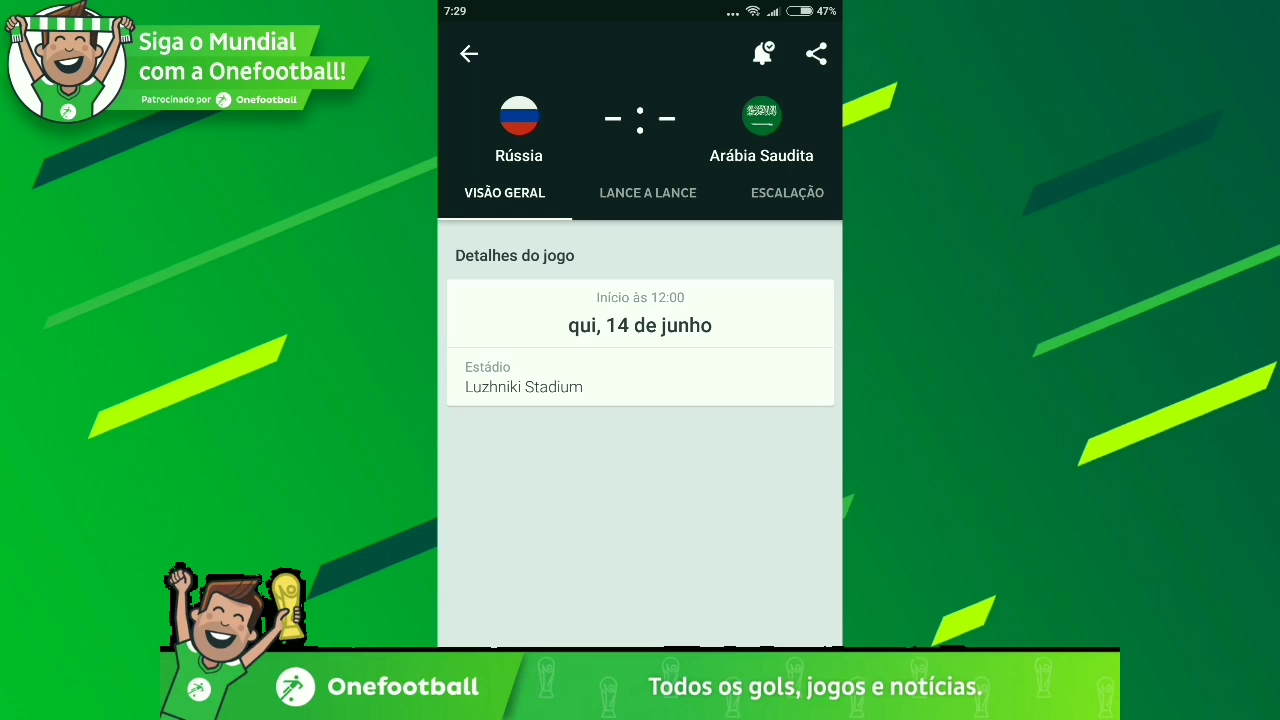 Siga o Mundial
com a Onefootball!
Patrocinado por Onefootball
7:29
47%
Rússia
- : -
Arábia Saudita
VISÃO GERAL
LANCE A LANCE
ESCALAÇÃO
Detalhes do jogo
Início às 12:00
qui, 14 de junho
Estádio
Luzhniki Stadium
Onefootball
Todos os gols, jogos e notícias.